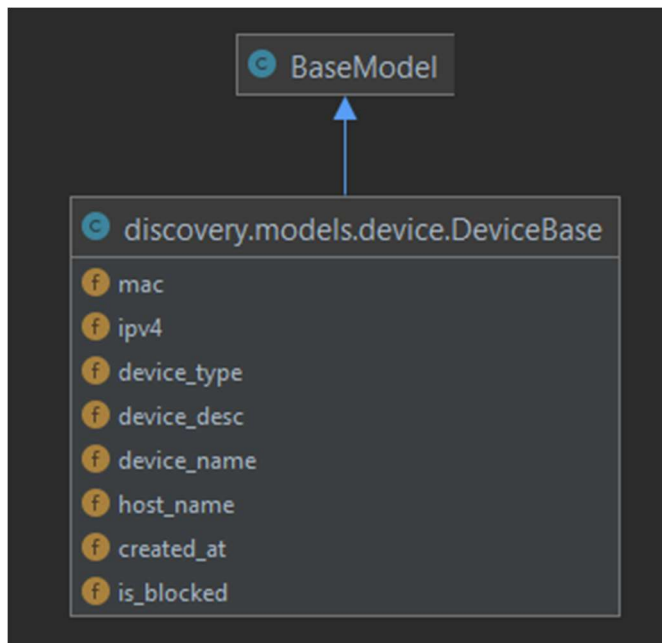 C BaseModel
C discovery.models.device.DeviceBase
f mac
f ipv4
f device_type
f device_desc
f device_name
f host_name
f created_at
f is_blocked